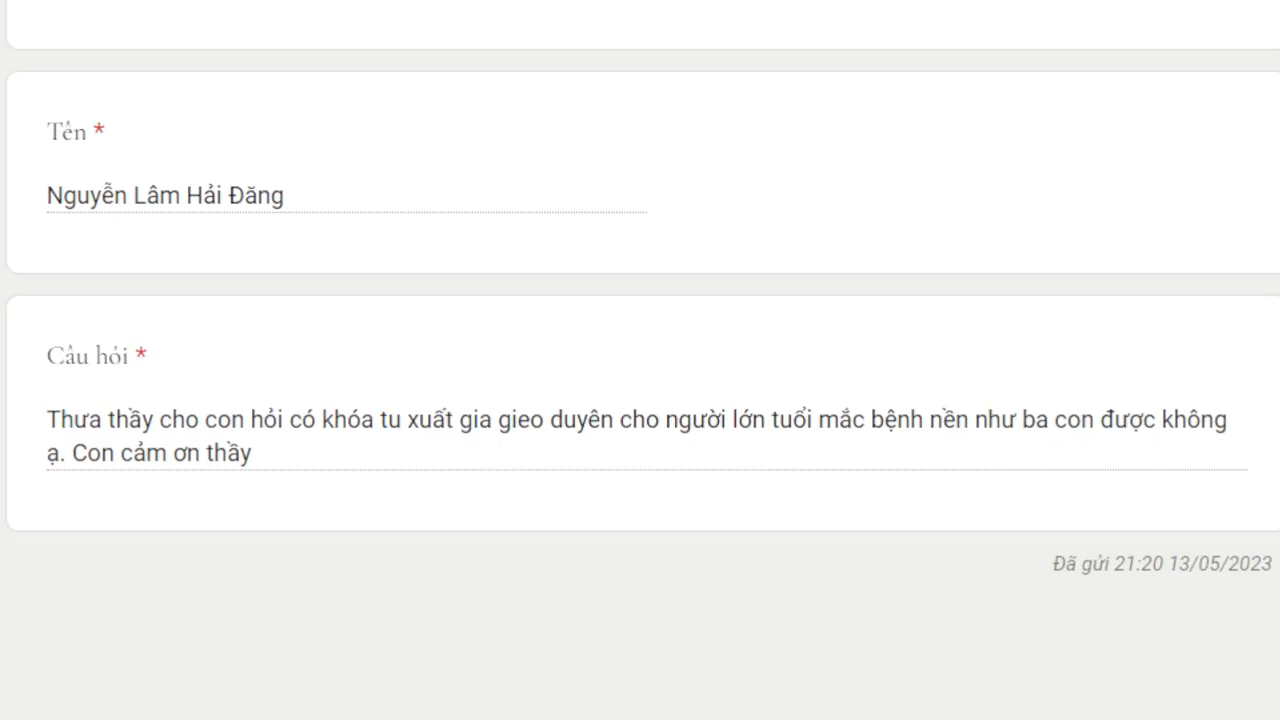 Tên *
Nguyễn Lâm Hải Đăng
Câu hỏi *
Thưa thầy cho con hỏi có khóa tu xuất gia gieo duyên cho người lớn tuổi mắc bệnh nền như ba con được không
ạ. Con cảm ơn thầy
Đã gửi 21:20 13/05/2023